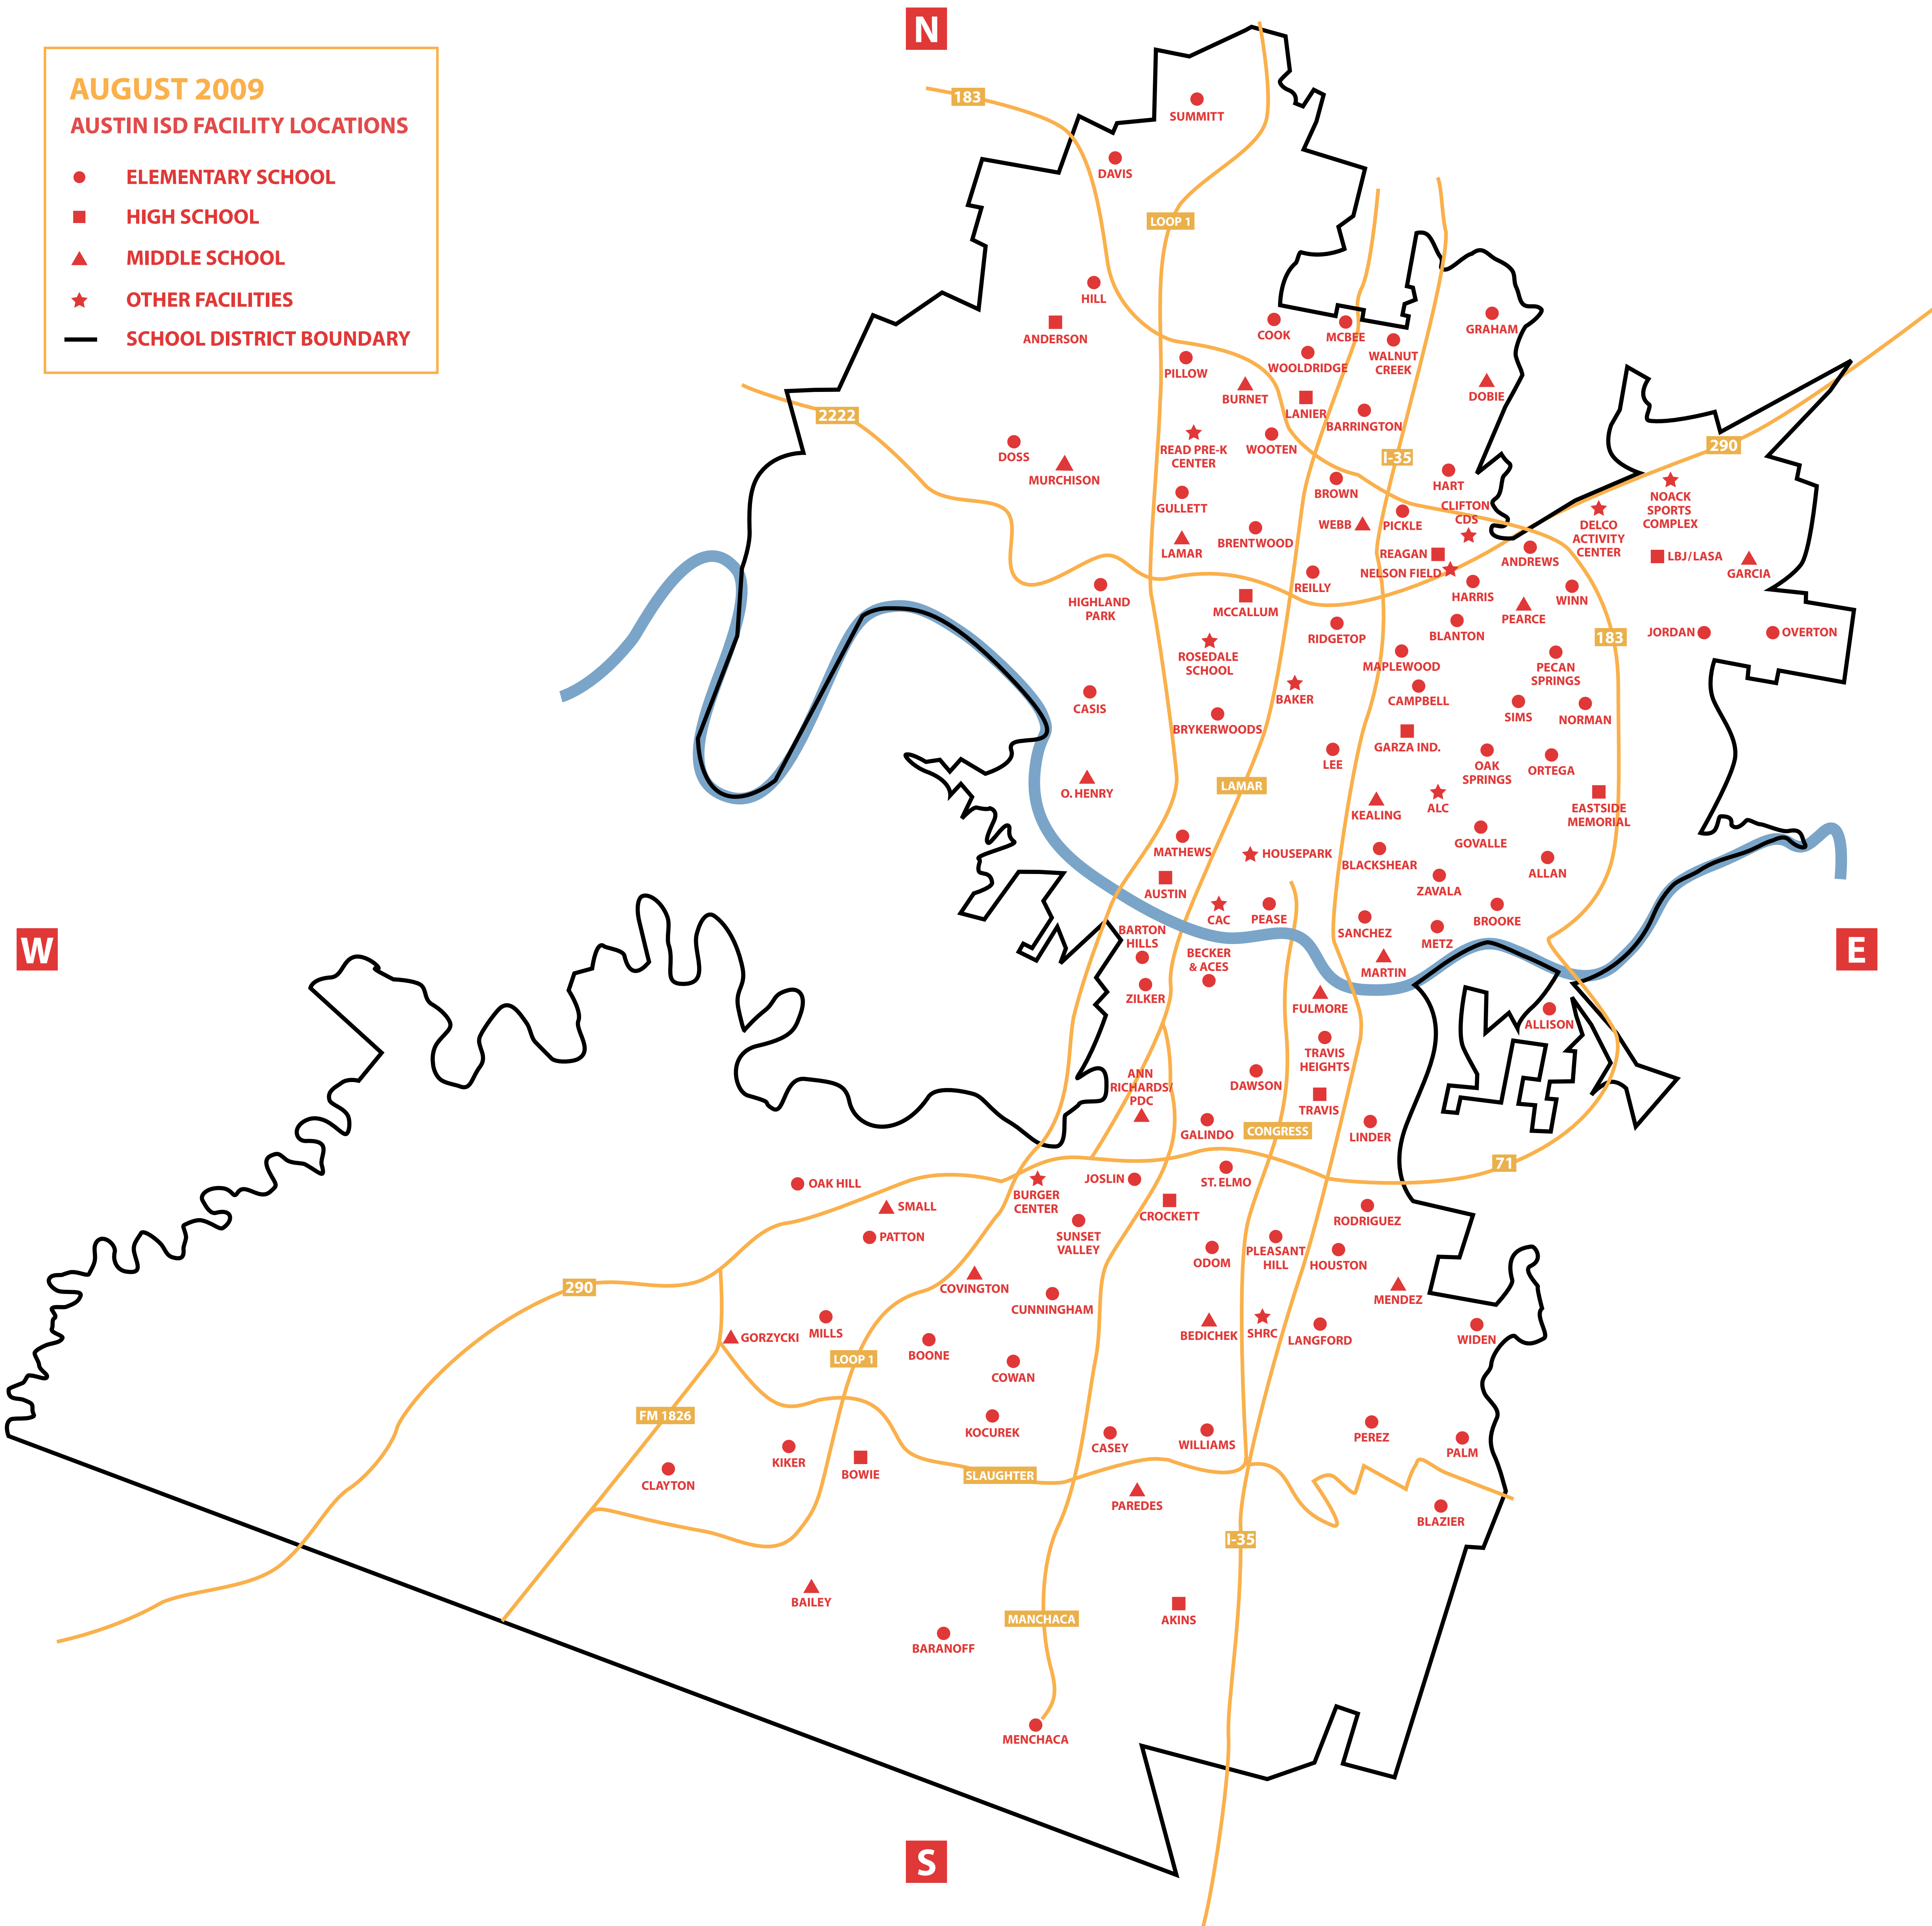 N
AUGUST 2009
AUSTIN ISD FACILITY LOCATIONS
ELEMENTARY SCHOOL
HIGH SCHOOL
MIDDLE SCHOOL
OTHER FACILITIES
SCHOOL DISTRICT BOUNDARY
183
SUMMITT
DAVIS
LOOP 1
HILL
ANDERSON
COOK
MCBEE
GRAHAM
WOOLDRIDGE
WALNUT
CREEK
PILLOW
BURNET
DOBIE
LANIER
BARRINGTON
2222
290
DOSS
MURCHISON
READ PRE-K
CENTER
WOOTEN
I-35
HART
BROWN
GULLETT
CLIFTON
CDS
NOACK
SPORTS
COMPLEX
WEBB
PICKLE
DELCO
ACTIVITY
CENTER
LAMAR
BRENTWOOD
REAGAN
ANDREWS
LBJ/LASA
GARCIA
NELSON FIELD
REILLY
HARRIS
WINN
HIGHLAND
PARK
MCCALLUM
PEARCE
RIDGETOP
BLANTON
183
JORDAN
OVERTON
ROSEDALE
SCHOOL
MAPLEWOOD
PECAN
SPRINGS
BAKER
CAMPBELL
CASIS
SIMS
NORMAN
BRYKERWOODS
GARZA IND.
LEE
OAK
SPRINGS
ORTEGA
LAMAR
O. HENRY
KEALING
ALC
EASTSIDE
MEMORIAL
GOVALLE
MATHEWS
HOUSEPARK
BLACKSHEAR
ALLAN
AUSTIN
ZAVALA
CAC
PEASE
BROOKE
SANCHEZ
METZ
W
E
BARTON
HILLS
BECKER
& ACES
MARTIN
ZILKER
FULMORE
ALLISON
TRAVIS
HEIGHTS
ANN
RICHARDS/
PDC
DAWSON
TRAVIS
GALINDO
CONGRESS
LINDER
71
OAK HILL
JOSLIN
ST. ELMO
BURGER
CENTER
SMALL
CROCKETT
RODRIGUEZ
PATTON
SUNSET
VALLEY
ODOM
PLEASANT
HILL
HOUSTON
290
COVINGTON
CUNNINGHAM
MENDEZ
GORZYCKI
MILLS
BEDICHEK
SHRC
LANGFORD
WIDEN
LOOP 1
BOONE
COWAN
FM 1826
KOCUREK
CASEY
WILLIAMS
PEREZ
PALM
KIKER
BOWIE
SLAUGHTER
CLAYTON
PAREDES
BLAZIER
I-35
BAILEY
MANCHACA
AKINS
BARANOFF
MENCHACA
S